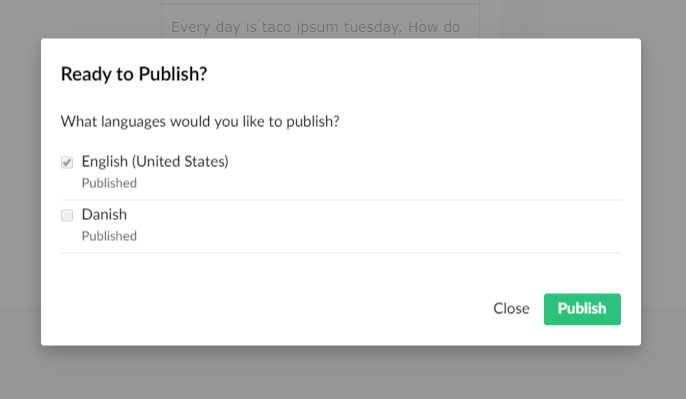 Every day is taco ipsum tuesday. How do
Ready to Publish?
What languages would you like to publish?
English (United States)
Published
Danish
Published
Close
Publish